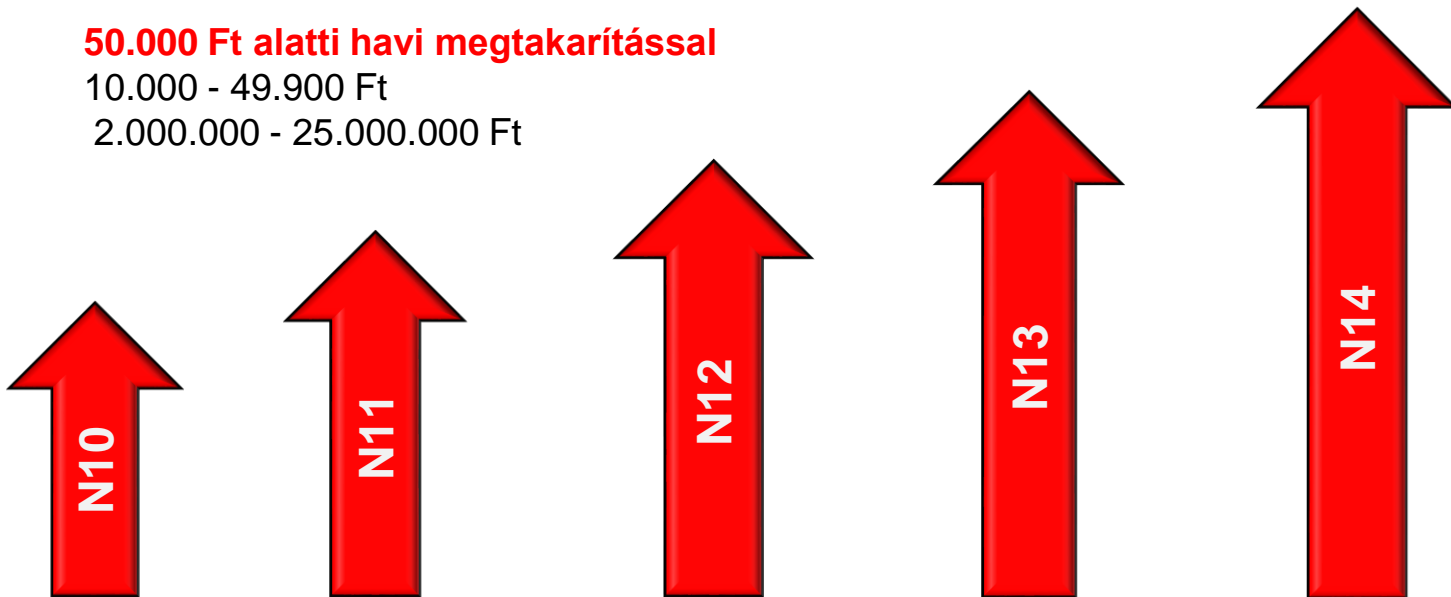 50.000 Ft alatti havi megtakarítással
10.000 - 49.900 Ft
2.000.000 - 25.000.000 Ft
N10
N11
N12
N13
N14